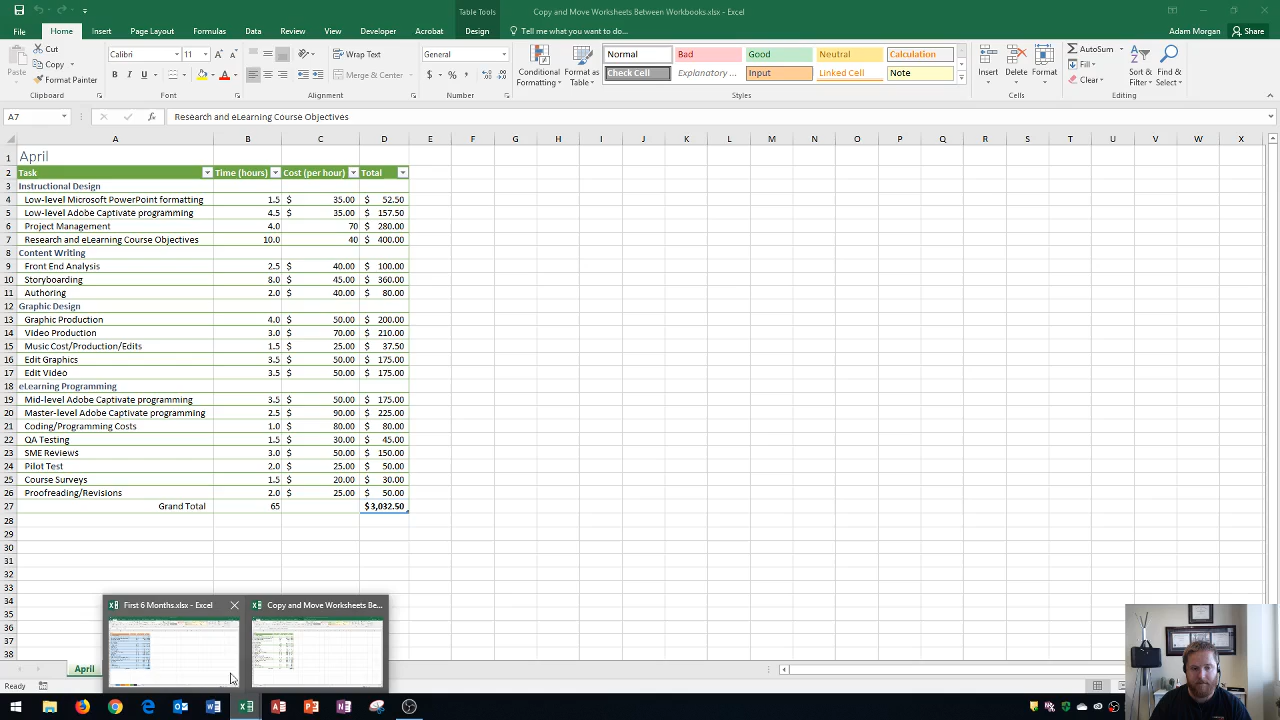 Table Tools
Copy and Move Worksheets Between Workbooks.xlsx - Excel
File Home Insert Page Layout Formulas Data Review View Developer Acrobat Design Tell me what you want to do... Adam Morgan Share
Paste
Cut
Copy
Format Painter
Clipboard
Calibri 11
B I U
Font
Wrap Text
Merge & Center
Alignment
General
$ % ,
Number
Conditional Formatting
Format as Table
Normal Bad Good Neutral Calculation
Check Cell Explanatory ... Input Linked Cell Note
Styles
Insert Delete Format
Cells
AutoSum
Fill
Clear
Sort & Filter
Find & Select
Editing
A7 fx Research and eLearning Course Objectives
A B C D E F G H I J K L M N O P Q R S T U V W X
1 April
2 Task Time (hours) Cost (per hour) Total
3 Instructional Design
4 Low-level Microsoft PowerPoint formatting 1.5 $ 35.00 $ 52.50
5 Low-level Adobe Captivate programming 4.5 $ 35.00 $ 157.50
6 Project Management 4.0 70 $ 280.00
7 Research and eLearning Course Objectives 10.0 40 $ 400.00
8 Content Writing
9 Front End Analysis 2.5 $ 40.00 $ 100.00
10 Storyboarding 8.0 $ 45.00 $ 360.00
11 Authoring 2.0 $ 40.00 $ 80.00
12 Graphic Design
13 Graphic Production 4.0 $ 50.00 $ 200.00
14 Video Production 3.0 $ 70.00 $ 210.00
15 Music Cost/Production/Edits 1.5 $ 25.00 $ 37.50
16 Edit Graphics 3.5 $ 50.00 $ 175.00
17 Edit Video 3.5 $ 50.00 $ 175.00
18 eLearning Programming
19 Mid-level Adobe Captivate programming 3.5 $ 50.00 $ 175.00
20 Master-level Adobe Captivate programming 2.5 $ 90.00 $ 225.00
21 Coding/Programming Costs 1.0 $ 80.00 $ 80.00
22 QA Testing 1.5 $ 30.00 $ 45.00
23 SME Reviews 3.0 $ 50.00 $ 150.00
24 Pilot Test 2.0 $ 25.00 $ 50.00
25 Course Surveys 1.5 $ 20.00 $ 30.00
26 Proofreading/Revisions 2.0 $ 25.00 $ 50.00
27 Grand Total 65 $ 3,032.50
28
29
30
31
32
33
34
35
36
37
38
First 6 Months.xlsx - Excel
Copy and Move Worksheets Be...
April
Ready